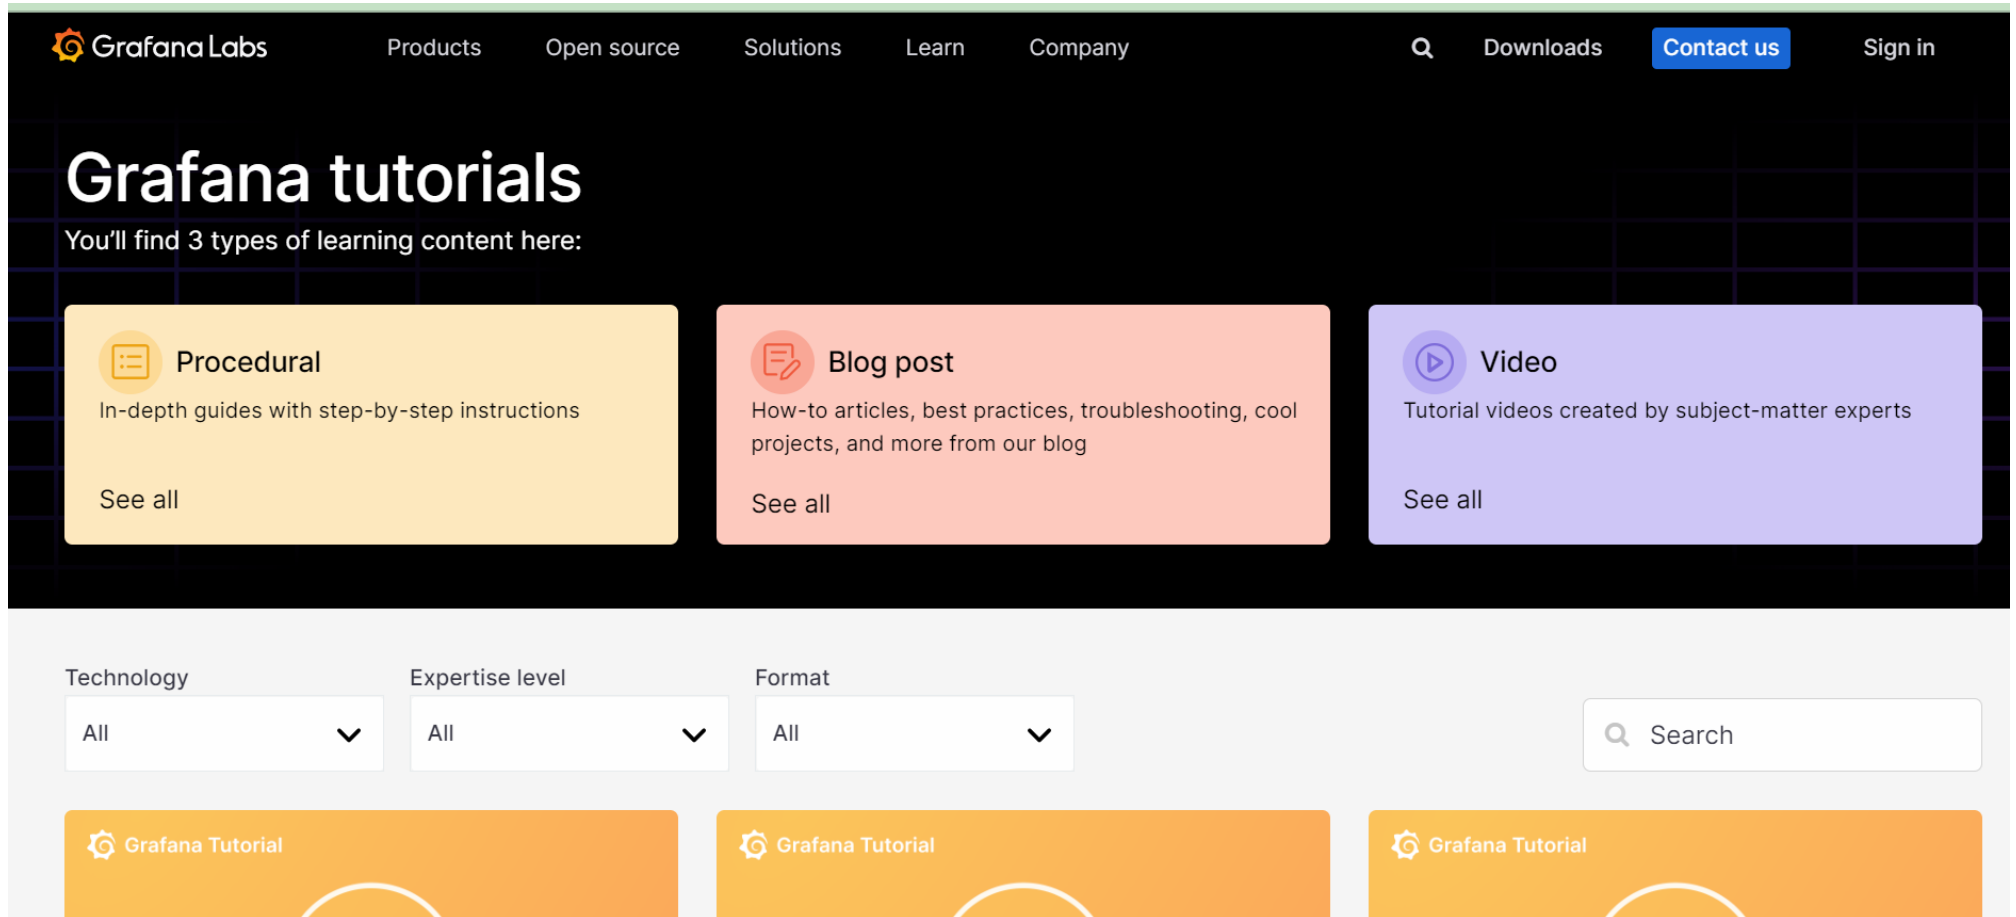 Grafana Labs
Products
Open source
Solutions
Learn
Company
Downloads
Contact us
Sign in
Grafana tutorials
You'll find 3 types of learning content here:
Procedural
In-depth guides with step-by-step instructions
See all
Blog post
How-to articles, best practices, troubleshooting, cool
projects, and more from our blog
See all
Video
Tutorial videos created by subject-matter experts
See all
Technology
All
Expertise level
All
Format
All
Search
Grafana Tutorial
Grafana Tutorial
Grafana Tutorial